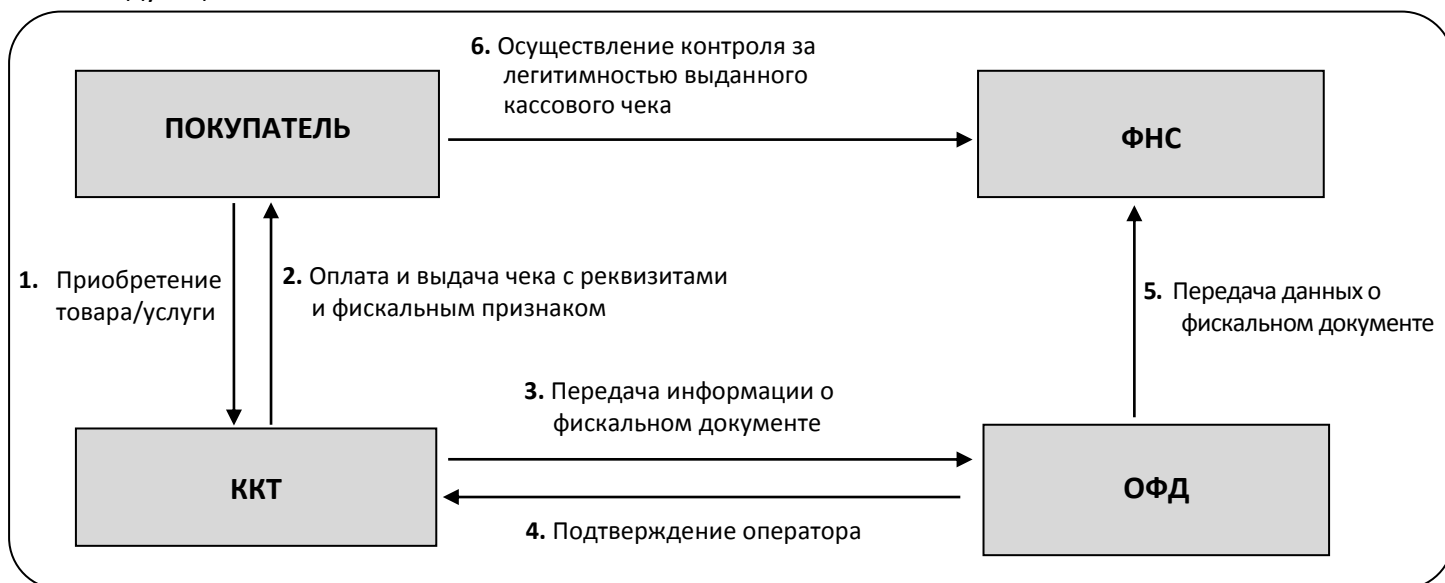 6. Осуществление контроля за
легитимностью выданного
кассового чека
ПОКУПАТЕЛЬ
ФНС
1. Приобретение
товара/услуги
2. Оплата и выдача чека с реквизитами
и фискальным признаком
5. Передача данных о
фискальном документе
3. Передача информации о
фискальном документе
ККТ
ОФД
4. Подтверждение оператора